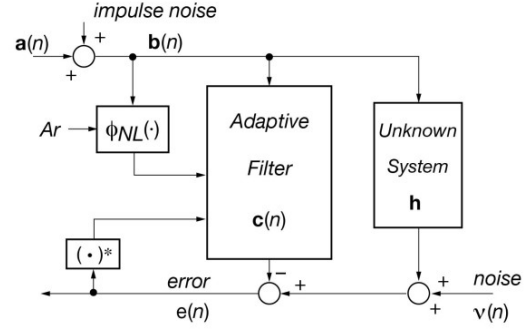 impulse noise
a(n)
+
+
b(n)
Ar
ϕNL(·)
Adaptive
Filter
c(n)
Unknown
System
h
(•)*
error
e(n)
−
+
+
+
noise
ν(n)